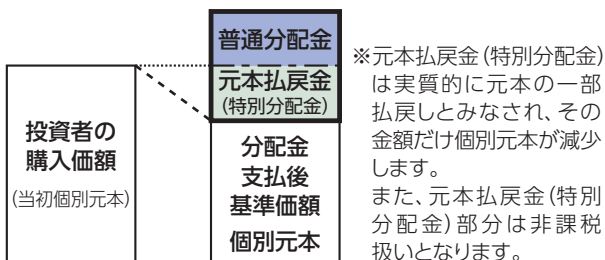 普通分配金
元本払戻金
(特別分配金)
投資者の
購入価額
(当初個別元本)
分配金
支払後
基準価額
個別元本
※元本払戻金(特別分配金)
は実質的に元本の一部
払戻しとみなされ、その
金額だけ個別元本が減少
します。
また、元本払戻金(特別
分配金)部分は非課税
扱いとなります。